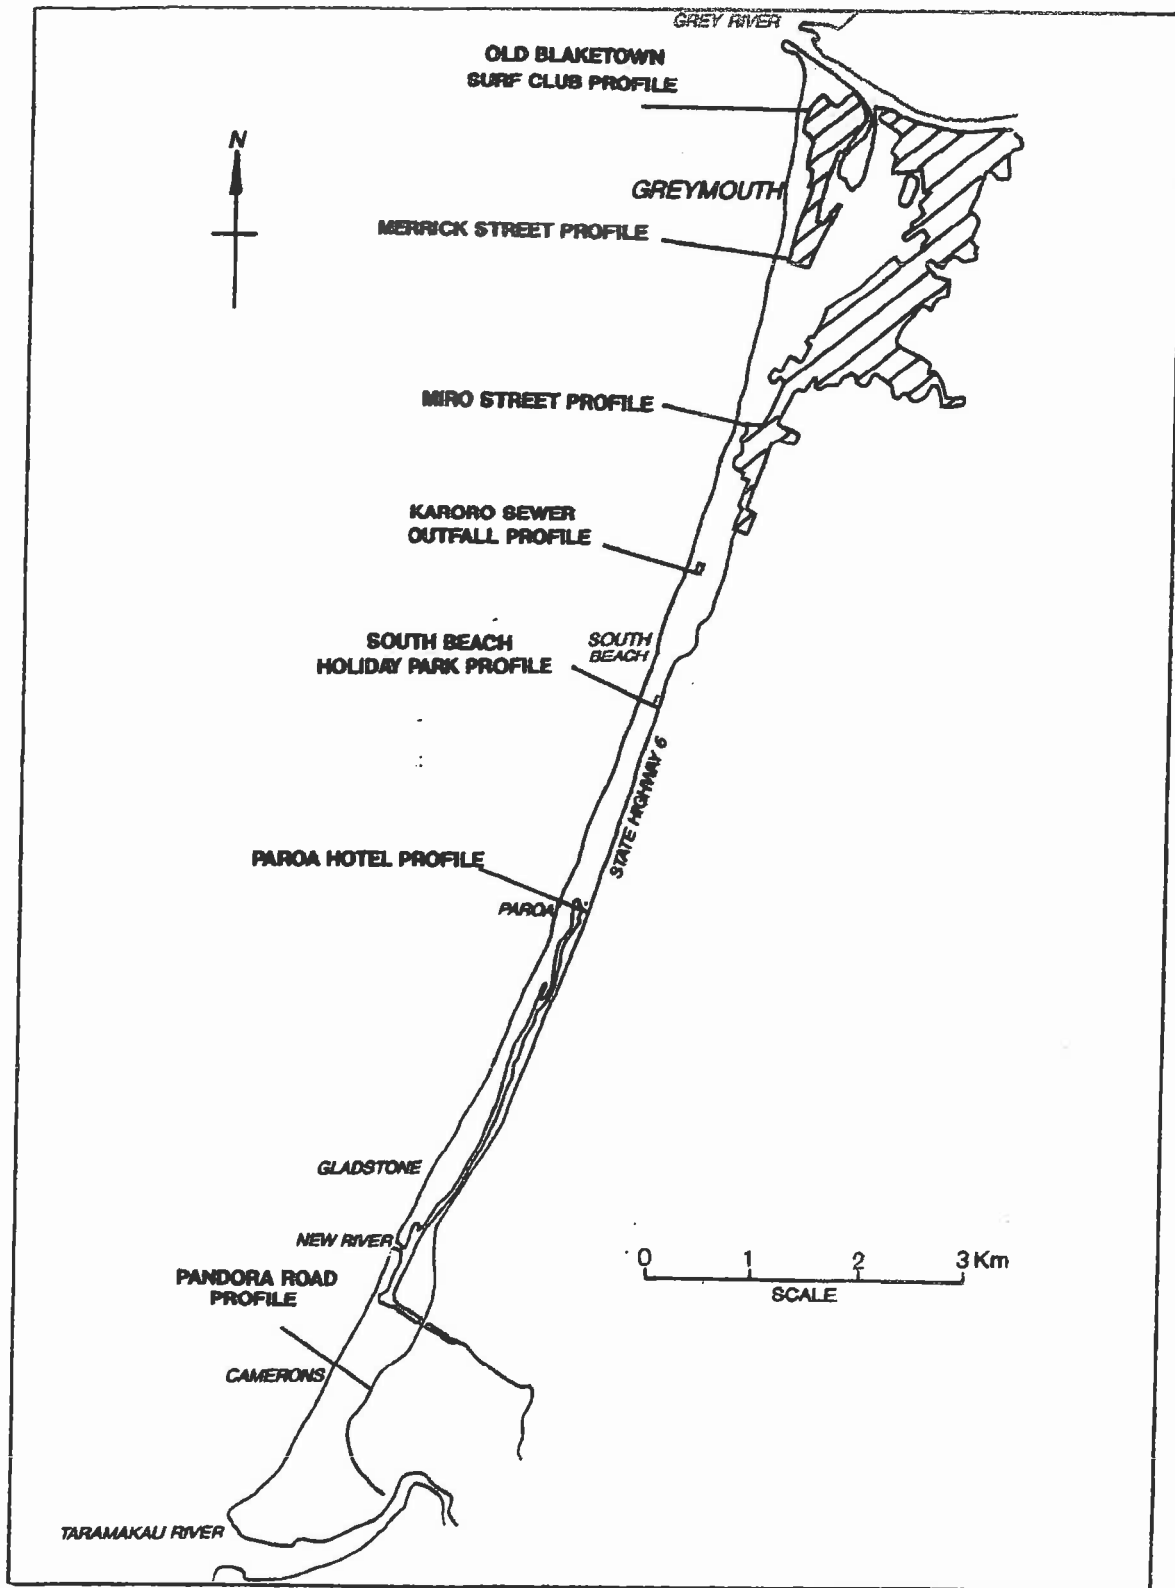 GREY RIVER
OLD BLAKETOWN
SURF CLUB PROFILE
N
GREYMOUTH
MERRICK STREET PROFILE
MIRO STREET PROFILE
KARORO SEWER
OUTFALL PROFILE
SOUTH BEACH
HOLIDAY PARK PROFILE
SOUTH
BEACH
STATE HIGHWAY 6
PAROA HOTEL PROFILE
PAROA
GLADSTONE
NEW RIVER
PANDORA ROAD
PROFILE
0 1 2 3 Km
SCALE
CAMERONS
TARAMAKAU RIVER